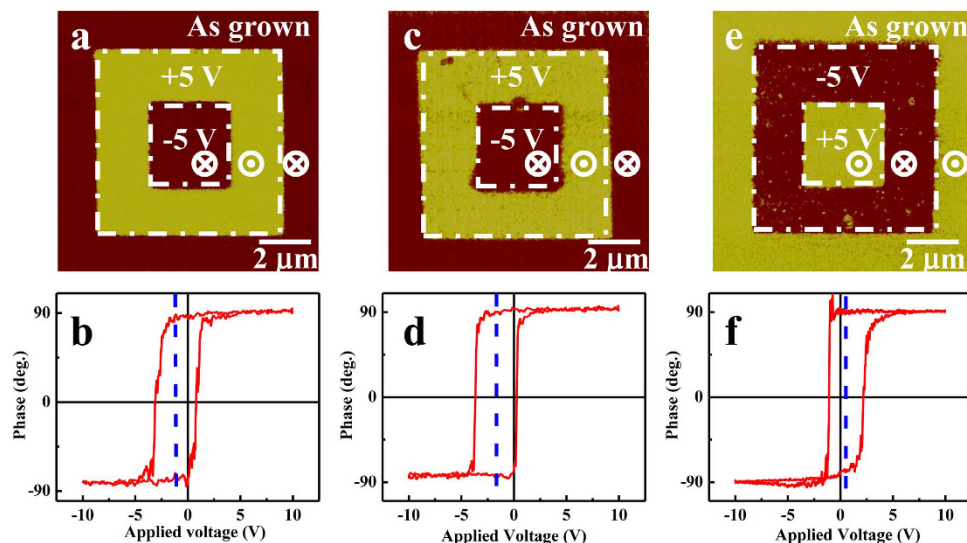 a As grown
+5 V
-5 V
2 μm
c As grown
+5 V
-5 V
2 μm
e As grown
-5 V
+5 V
2 μm
b
90
0
-90
Phase (deg.)
-10 -5 0 5 10
Applied voltage (V)
d
90
0
-90
Phase (deg.)
-10 -5 0 5 10
Applied Voltage (V)
f
90
0
-90
Phase (deg.)
-10 -5 0 5 10
Applied Voltage (V)